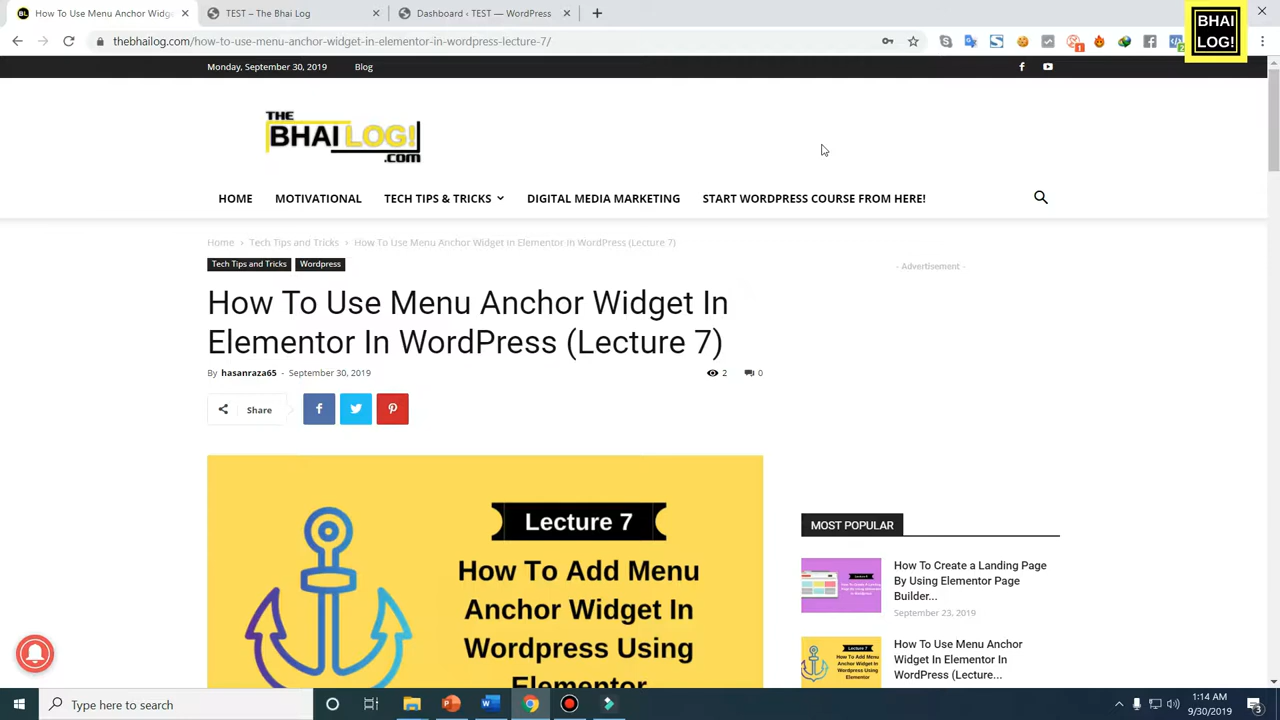 How To Use Menu Anchor Widg
TEST – The Bhai Log
Dashboard ‹ TEST — WordPress
thebhailog.com/how-to-use-menu-anchor-widget-in-elementor-in-wordpress-lecture-7/
BHAI
LOG!
Monday, September 30, 2019
Blog
THE
BHAI LOG!
.COM
HOME
MOTIVATIONAL
TECH TIPS & TRICKS
DIGITAL MEDIA MARKETING
START WORDPRESS COURSE FROM HERE!
Home › Tech Tips and Tricks › How To Use Menu Anchor Widget In Elementor In WordPress (Lecture 7)
Tech Tips and Tricks
Wordpress
- Advertisement -
How To Use Menu Anchor Widget In
Elementor In WordPress (Lecture 7)
By hasanraza65 - September 30, 2019
2
0
Share
Lecture 7
How To Add Menu
Anchor Widget In
Wordpress Using
Elementor
MOST POPULAR
How To Create a Landing Page
By Using Elementor Page
Builder...
September 23, 2019
How To Use Menu Anchor
Widget In Elementor In
WordPress (Lecture...
Type here to search
1:14 AM
9/30/2019